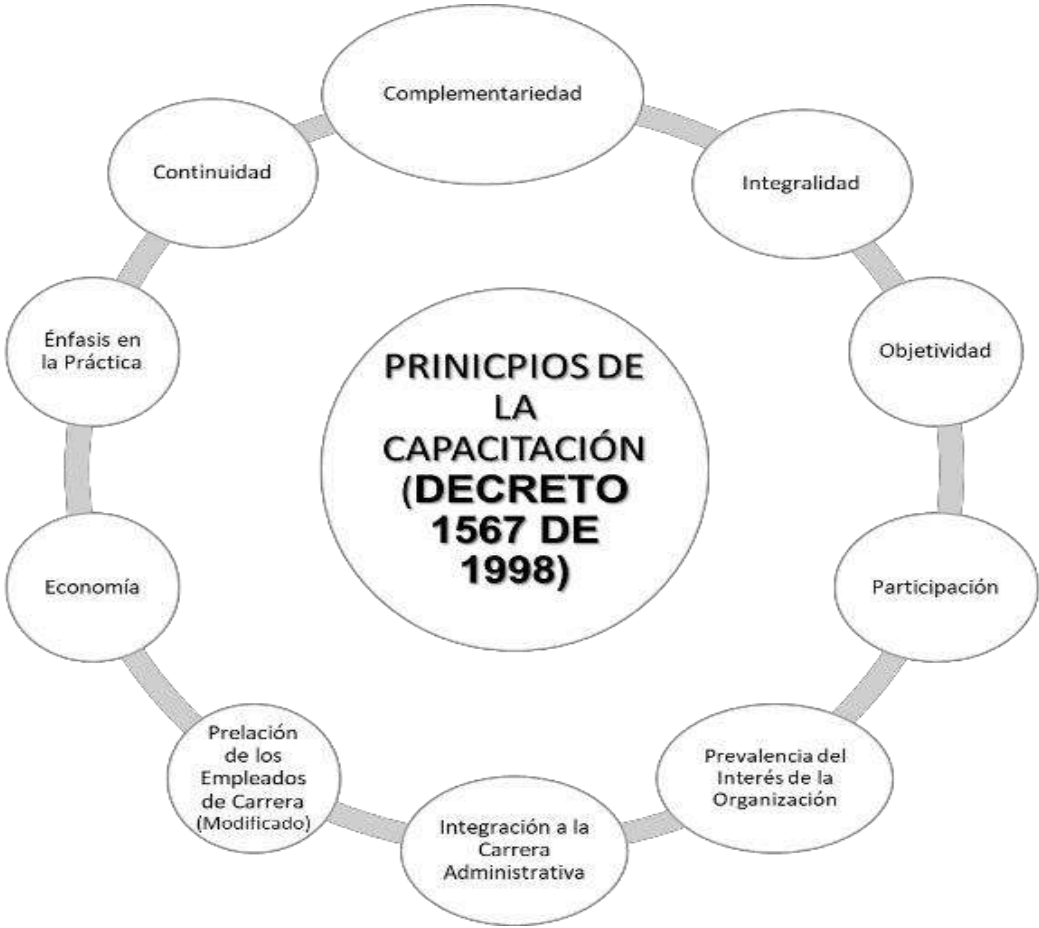 Complementariedad
Integralidad
Objetividad
Participación
Prevalencia del
Interés de la
Organización
Integración a la
Carrera
Administrativa
Prelación
de los
Empleados
de Carrera
(Modificado)
Economía
Énfasis en
la Práctica
Continuidad
PRINICPIOS DE
LA
CAPACITACIÓN
(DECRETO
1567 DE
1998)